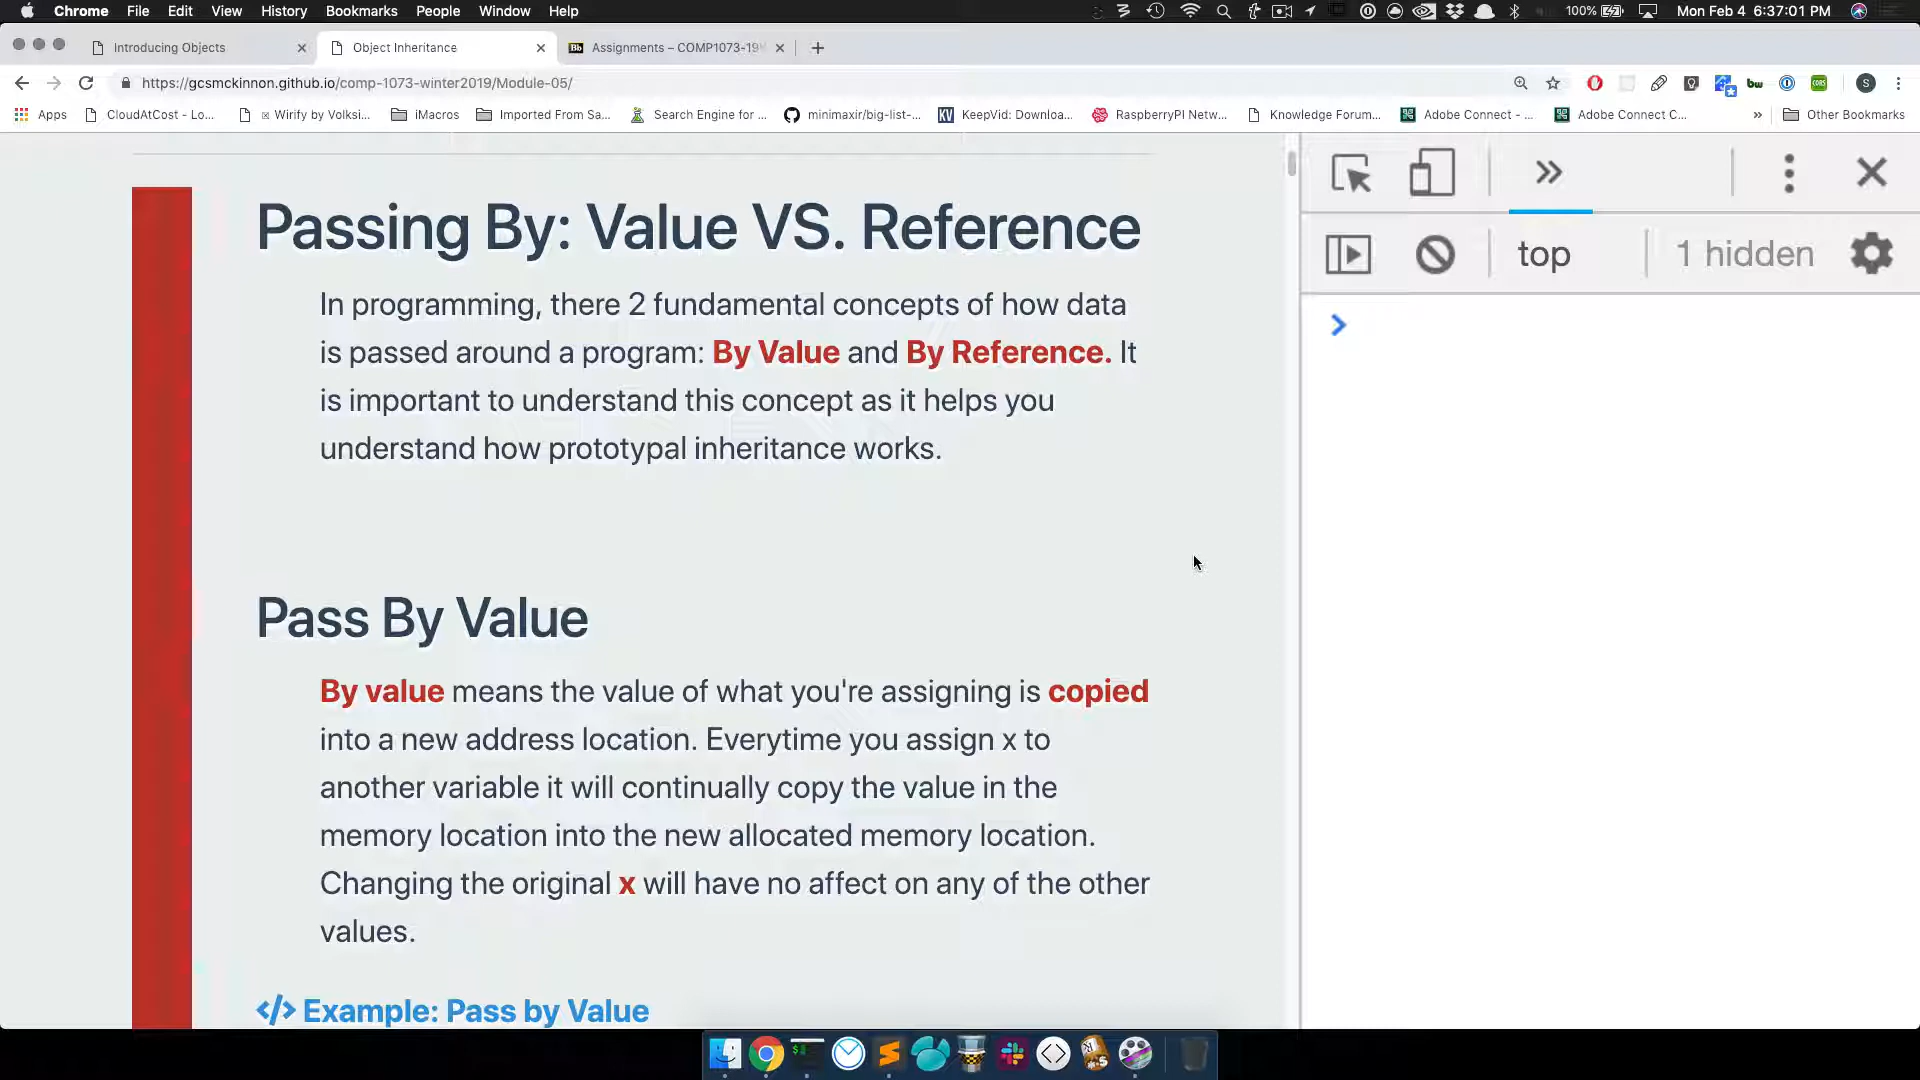 Chrome File Edit View History Bookmarks People Window Help 100% Mon Feb 4 6:37:01 PM
Introducing Objects Object Inheritance Bb Assignments – COMP1073-19
https://gcsmckinnon.github.io/comp-1073-winter2019/Module-05/ bw CORS S
Apps CloudAtCost - Lo... Wirify by Volksi... iMacros Imported From Sa... Search Engine for ... minimaxir/big-list-... KV KeepVid: Downloa... RaspberryPI Netw... Knowledge Forum... Adobe Connect - ... Adobe Connect C... » Other Bookmarks
Passing By: Value VS. Reference
In programming, there 2 fundamental concepts of how data
is passed around a program: By Value and By Reference. It
is important to understand this concept as it helps you
understand how prototypal inheritance works.
top 1 hidden
Pass By Value
By value means the value of what you're assigning is copied
into a new address location. Everytime you assign x to
another variable it will continually copy the value in the
memory location into the new allocated memory location.
Changing the original x will have no affect on any of the other
values.
</> Example: Pass by Value